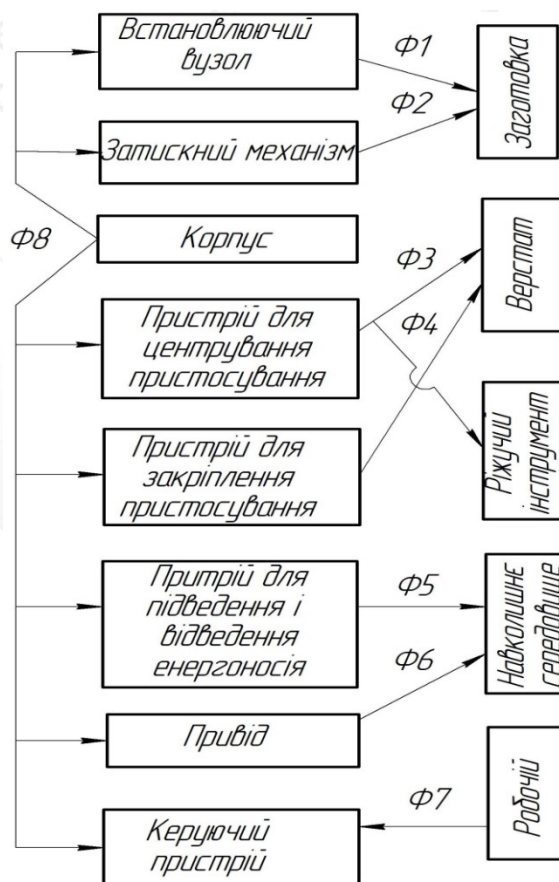 Встановлюючий
вузол
Ф1
Заготовка
Ф2
Затискний механізм
Ф8
Корпус
Ф3
Верстат
Пристрій для
центрування
пристосування
Ф4
Ріжучий
інструмент
Пристрій для
закріплення
пристосування
Притрій для
підведення і
відведення
енергоносія
Ф5
Навколишнє
середовище
Ф6
Привід
Ф7
Робочій
Керуючий
пристрій